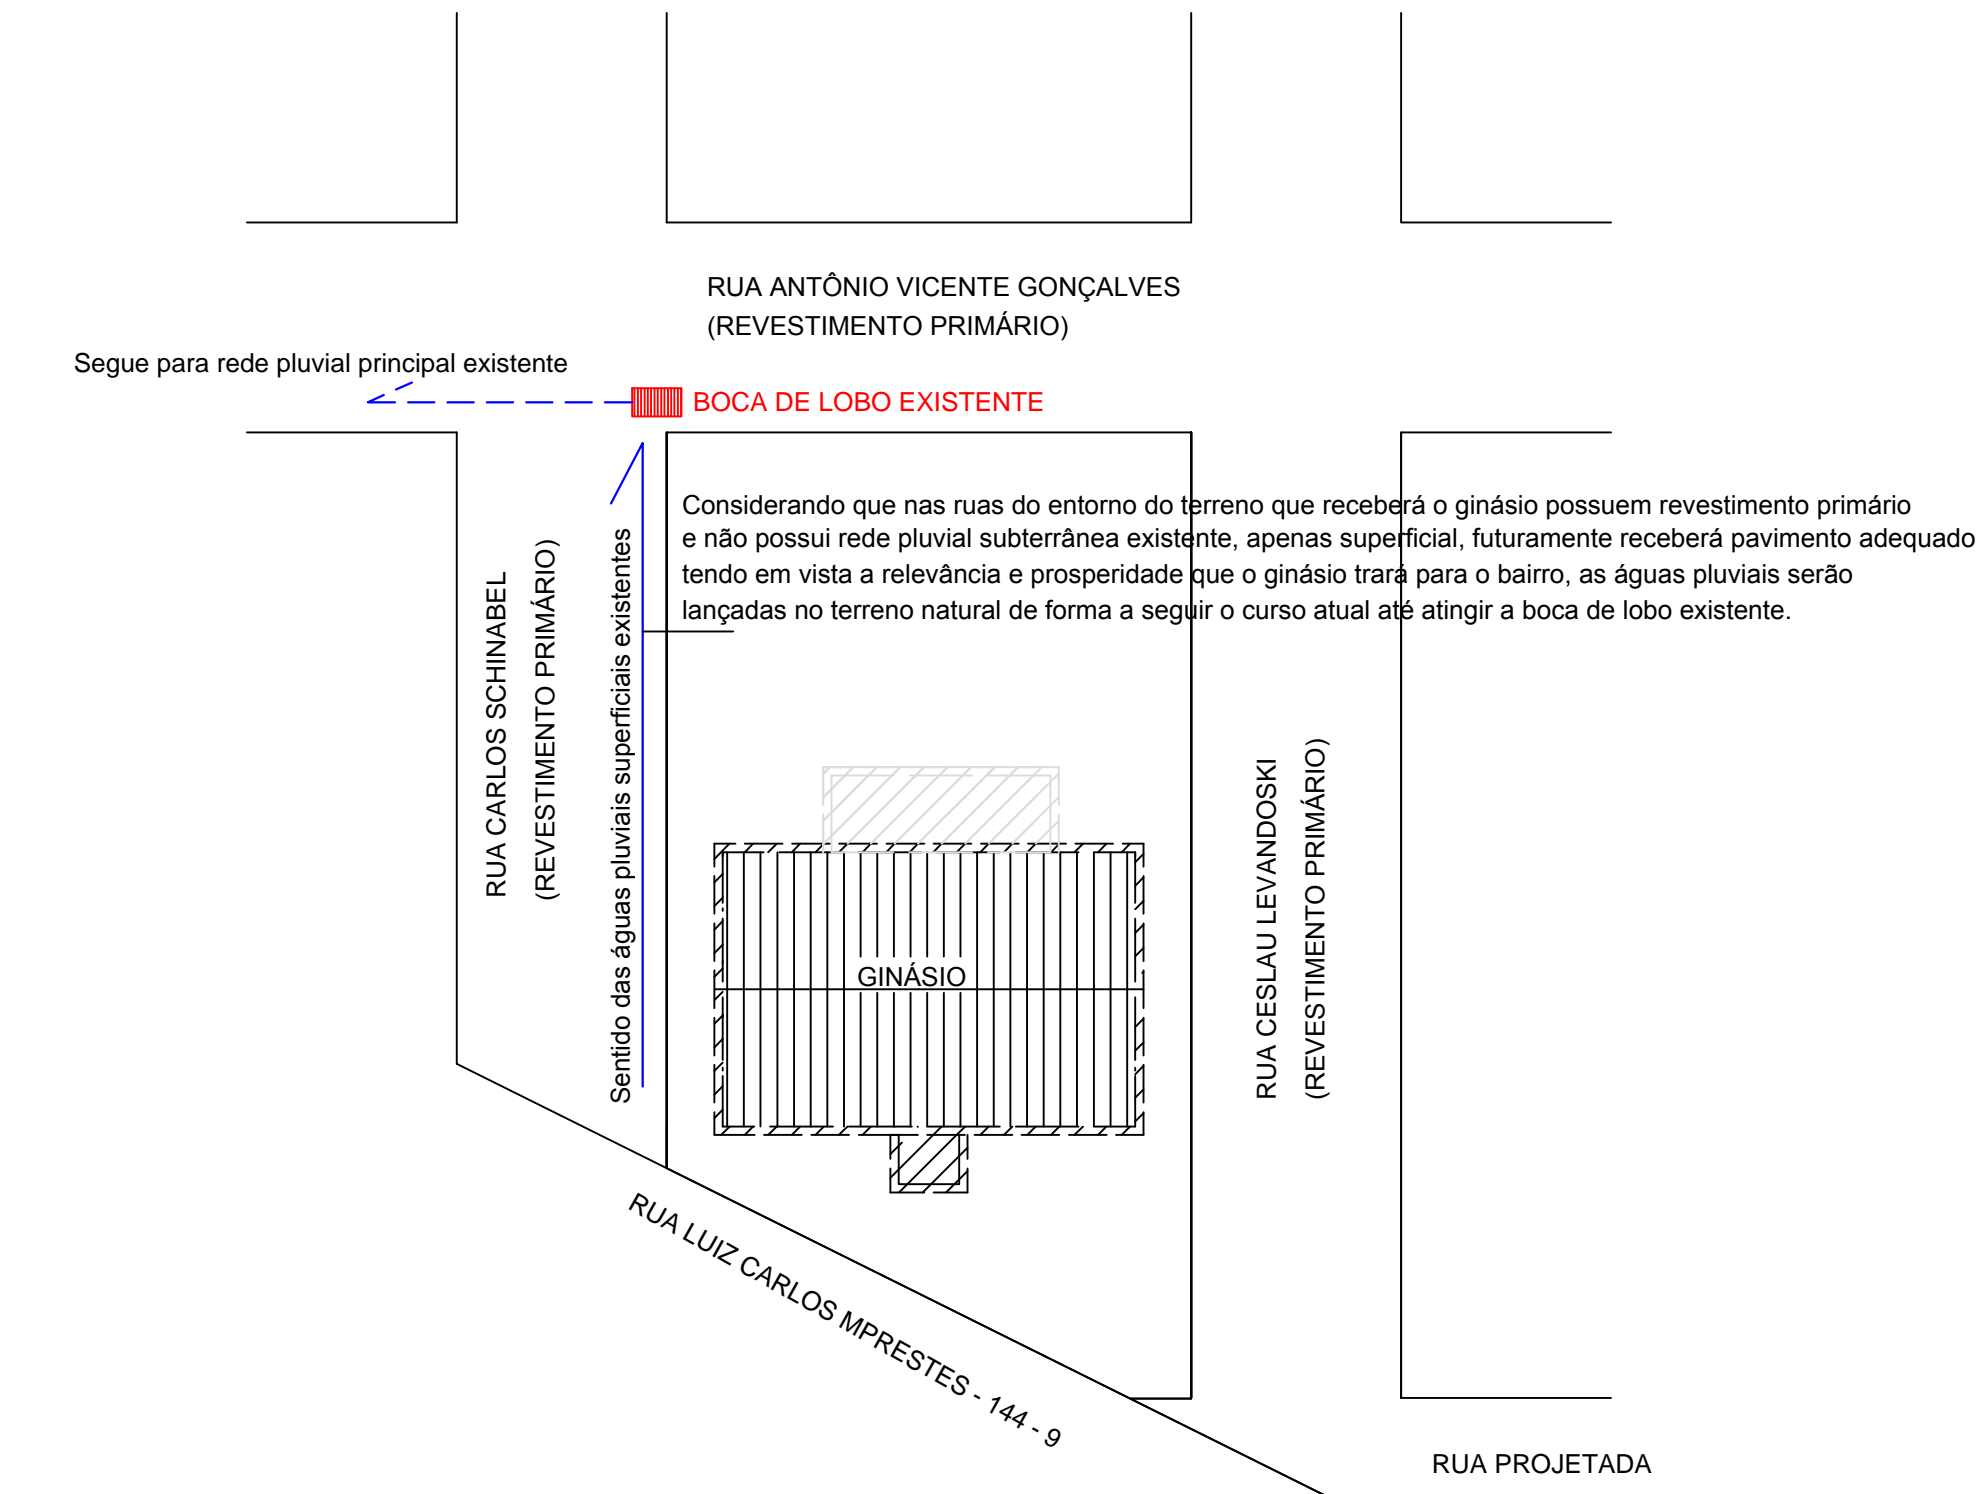 RUA ANTÔNIO VICENTE GONÇALVES
(REVESTIMENTO PRIMÁRIO)
Segue para rede pluvial principal existente
BOCA DE LOBO EXISTENTE
Considerando que nas ruas do entorno do terreno que receberá o ginásio possuem revestimento primário
e não possui rede pluvial subterrânea existente, apenas superficial, futuramente receberá pavimento adequado
tendo em vista a relevância e prosperidade que o ginásio trará para o bairro, as águas pluviais serão
lançadas no terreno natural de forma a seguir o curso atual até atingir a boca de lobo existente.
RUA CARLOS SCHINABEL
(REVESTIMENTO PRIMÁRIO)
Sentido das águas pluviais superficiais existentes
GINÁSIO
RUA CESLAU LEVANDOSKI
(REVESTIMENTO PRIMÁRIO)
RUA LUIZ CARLOS MPRESTES - 144 - 9
RUA PROJETADA